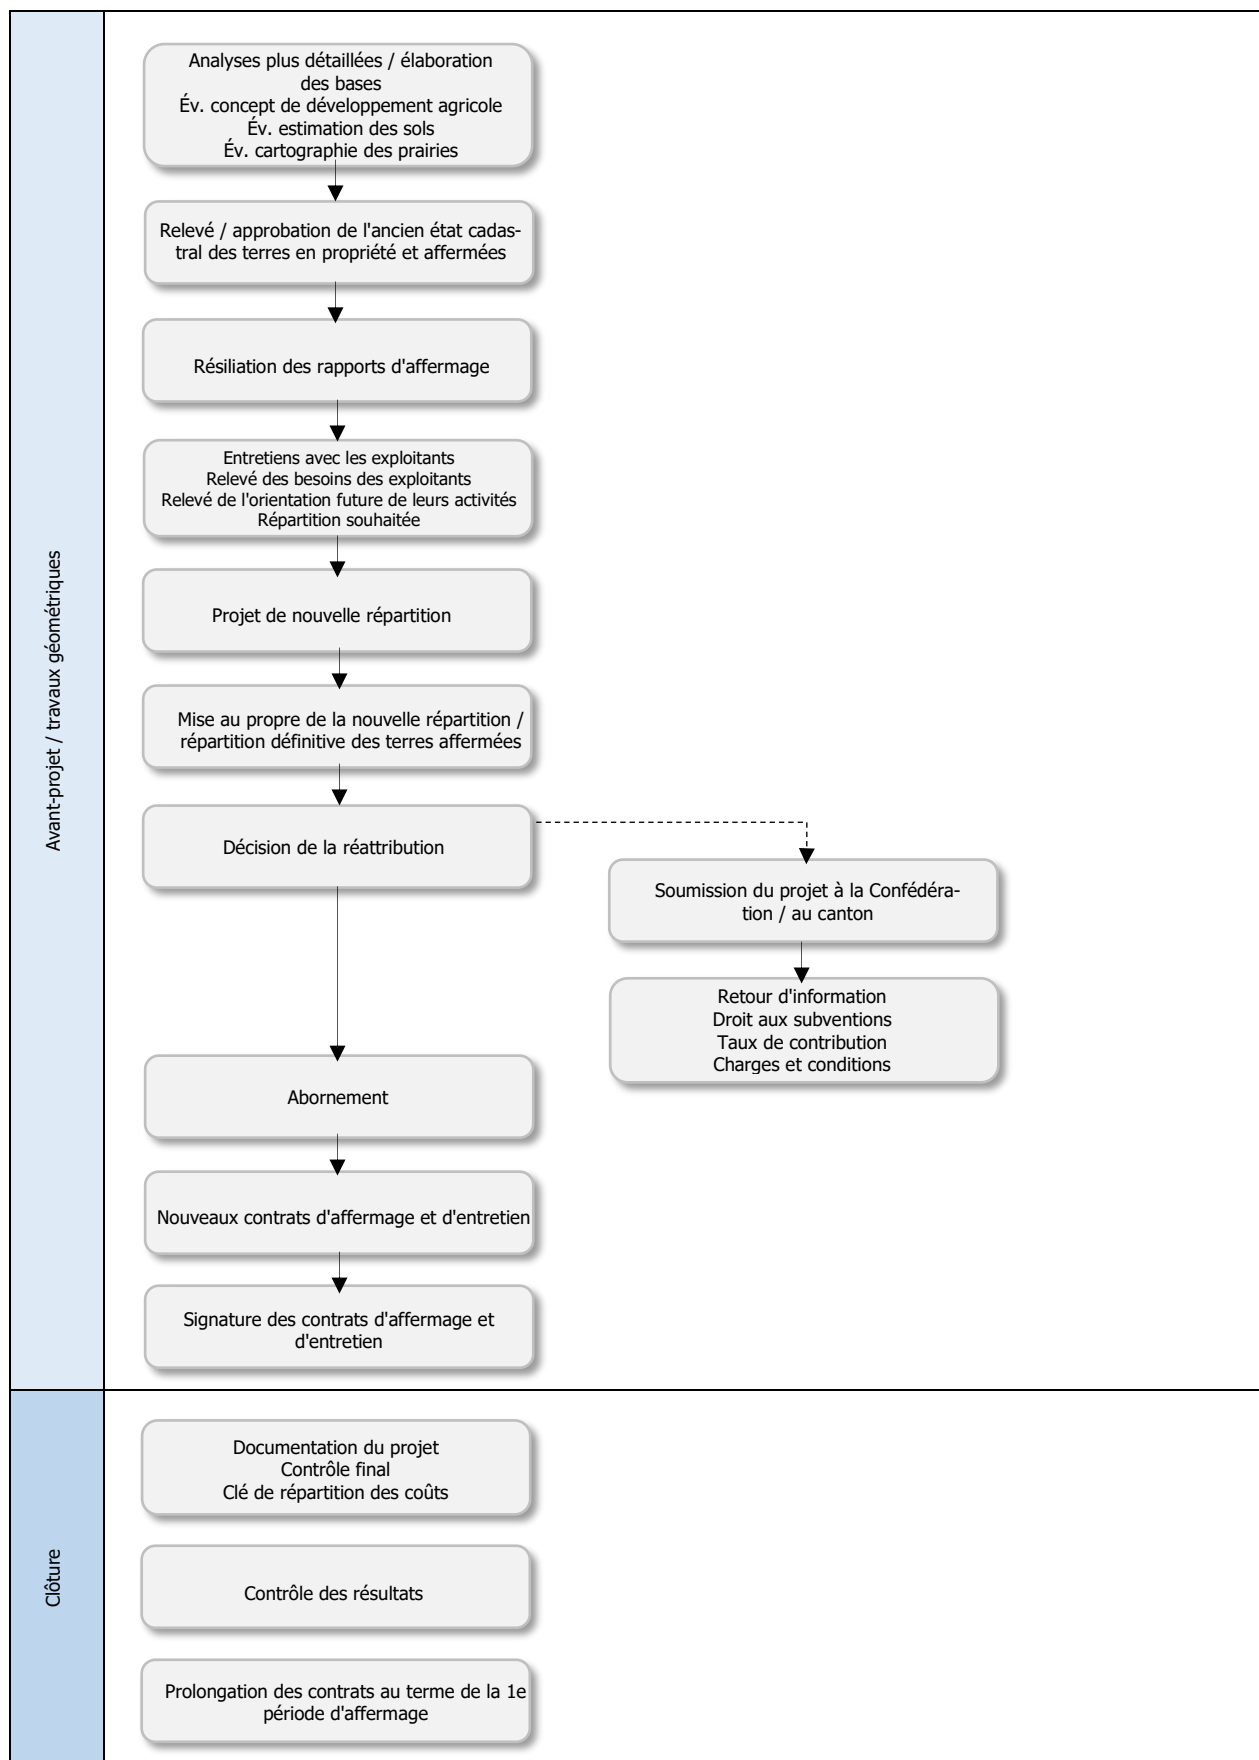 Avant-projet / travaux géométriques
Analyses plus détaillées / élaboration
des bases
Év. concept de développement agricole
Év. estimation des sols
Év. cartographie des prairies
Relevé / approbation de l'ancien état cadas-
tral des terres en propriété et affermées
Résiliation des rapports d'affermage
Entretiens avec les exploitants
Relevé des besoins des exploitants
Relevé de l'orientation future de leurs activités
Répartition souhaitée
Projet de nouvelle répartition
Mise au propre de la nouvelle répartition /
répartition définitive des terres affermées
Décision de la réattribution
Soumission du projet à la Confédéra-
tion / au canton
Retour d'information
Droit aux subventions
Taux de contribution
Charges et conditions
Abornement
Nouveaux contrats d'affermage et d'entretien
Signature des contrats d'affermage et
d'entretien
Clôture
Documentation du projet
Contrôle final
Clé de répartition des coûts
Contrôle des résultats
Prolongation des contrats au terme de la 1e
période d'affermage